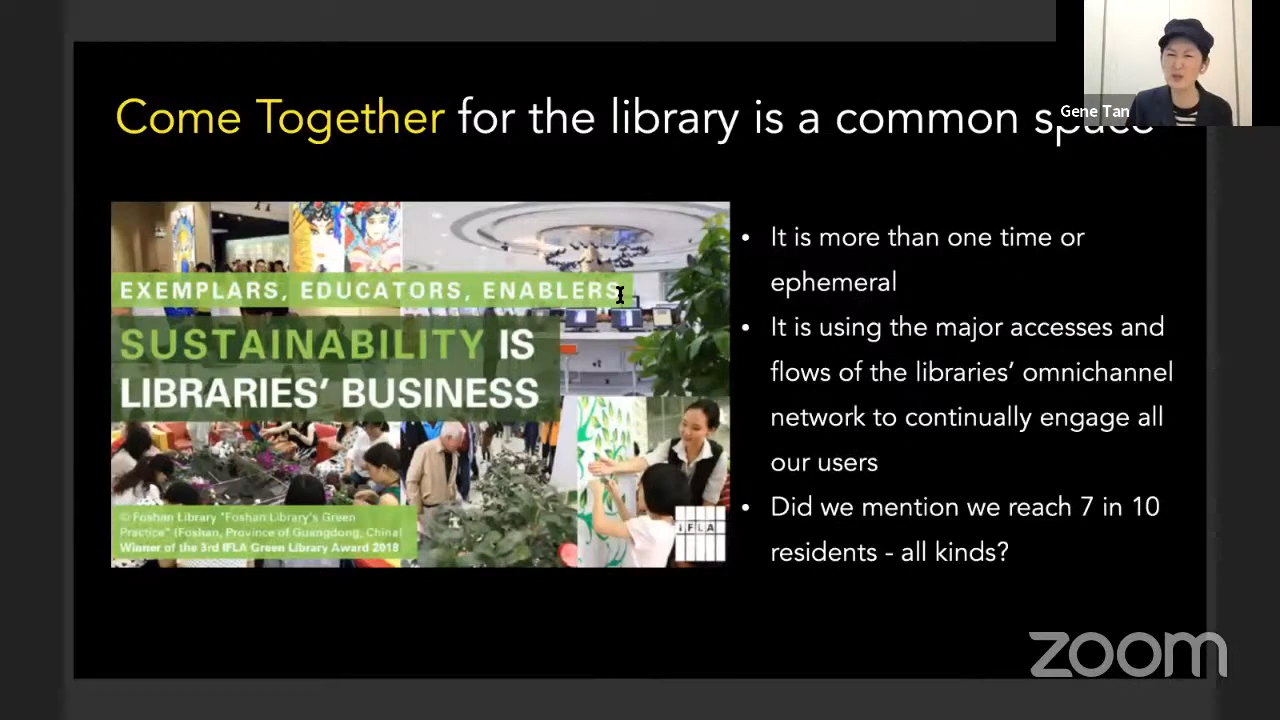 Come Together for the library is a common space
Gene Tan
EXEMPLARS, EDUCATORS, ENABLERS
SUSTAINABILITY IS
LIBRARIES' BUSINESS
© Foshan Library "Foshan Library's Green
Practice" (Foshan, Province of Guangdong, China)
Winner of the 3rd IFLA Green Library Award 2018
IFLA
• It is more than one time or
ephemeral
• It is using the major accesses and
flows of the libraries' omnichannel
network to continually engage all
our users
• Did we mention we reach 7 in 10
residents - all kinds?
zoom